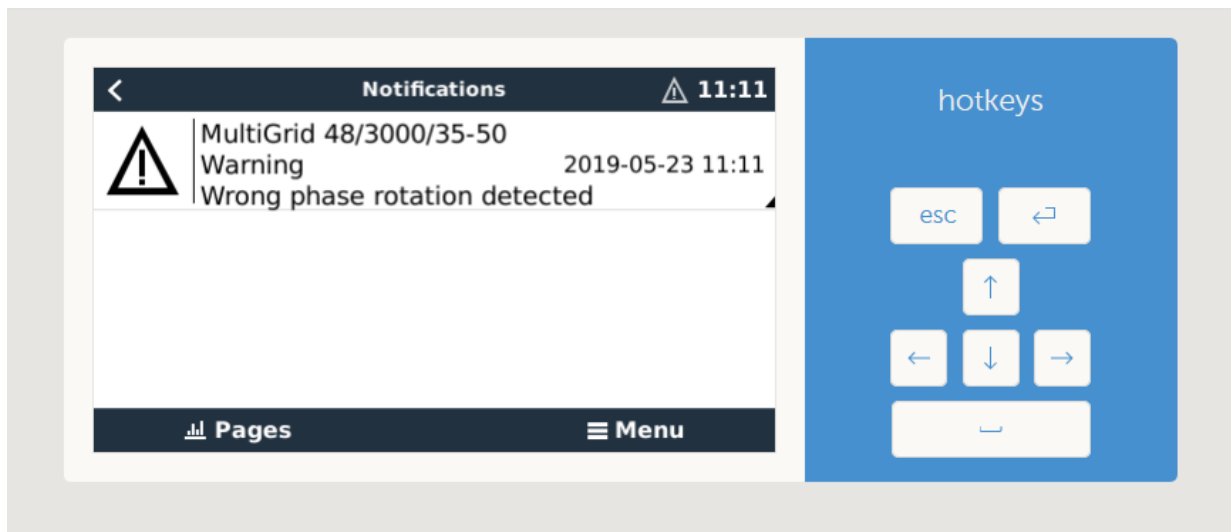 Notifications
11:11
MultiGrid 48/3000/35-50
Warning
2019-05-23 11:11
Wrong phase rotation detected
Pages
Menu
hotkeys
esc